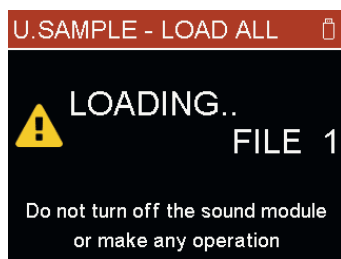 U.SAMPLE - LOAD ALL
LOADING..
FILE 1
Do not turn off the sound module
or make any operation